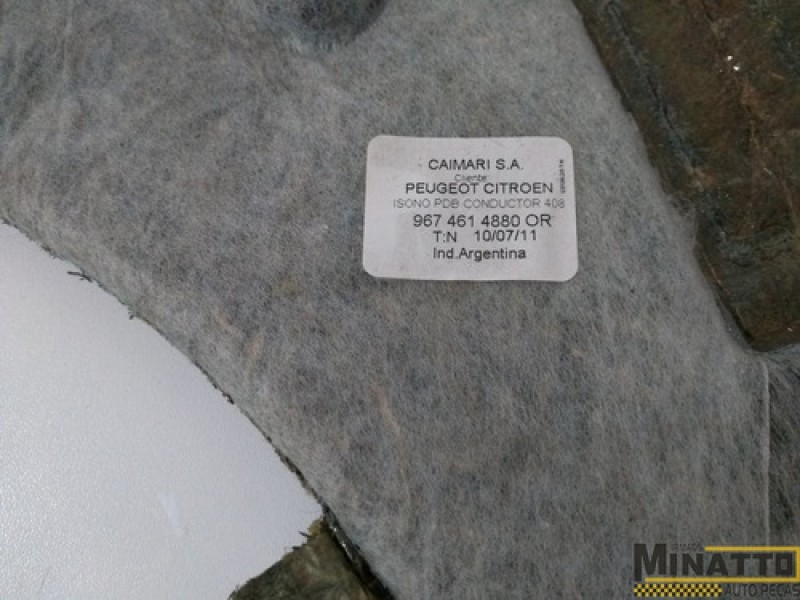 CAIMARI S.A.
Cliente:
PEUGEOT CITROEN
ISONO PDB CONDUCTOR 408
967 461 4880 OR
T:N 10/07/11
Ind.Argentina
MINATTO
AUTO PEÇAS